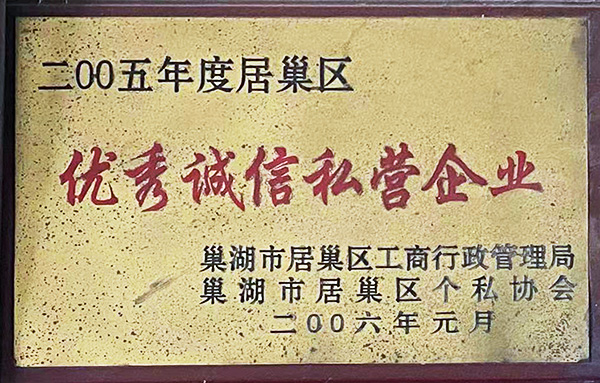 二00五年度居巢区
优秀诚信私营企业
巢湖市居巢区工商行政管理局
巢湖市居巢区个私协会
二00六年元月